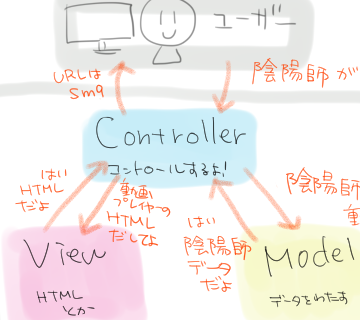 ユーザー
URLは
sm9
陰陽師が
Controller
コントロールするよ!
はい
HTML
だよ
動画
プレイヤーの
HTML
だしてよ
はい
陰陽師
データ
だよ
陰陽師
View
HTML
とか
Model
データをわたす